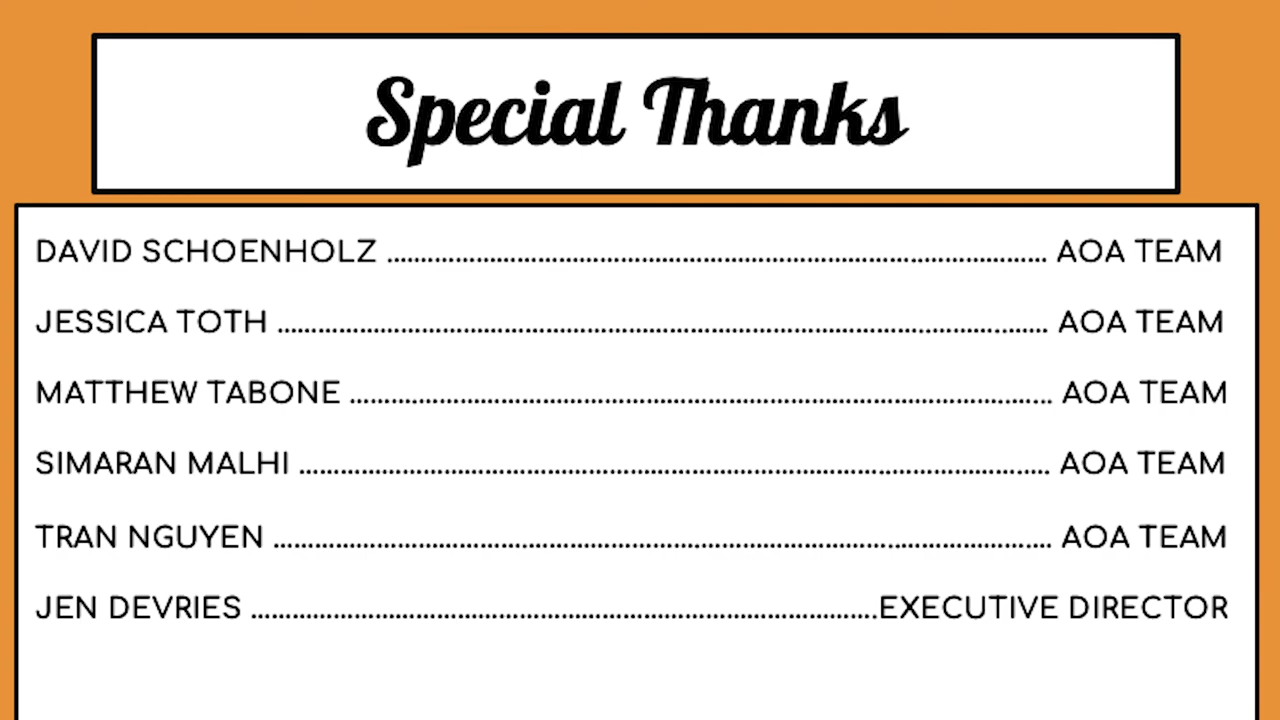 Special Thanks
DAVID SCHOENHOLZ ........................................................................................................ AOA TEAM
JESSICA TOTH ........................................................................................................ AOA TEAM
MATTHEW TABONE ........................................................................................................ AOA TEAM
SIMARAN MALHI ........................................................................................................ AOA TEAM
TRAN NGUYEN ........................................................................................................ AOA TEAM
JEN DEVRIES ........................................................................................................EXECUTIVE DIRECTOR